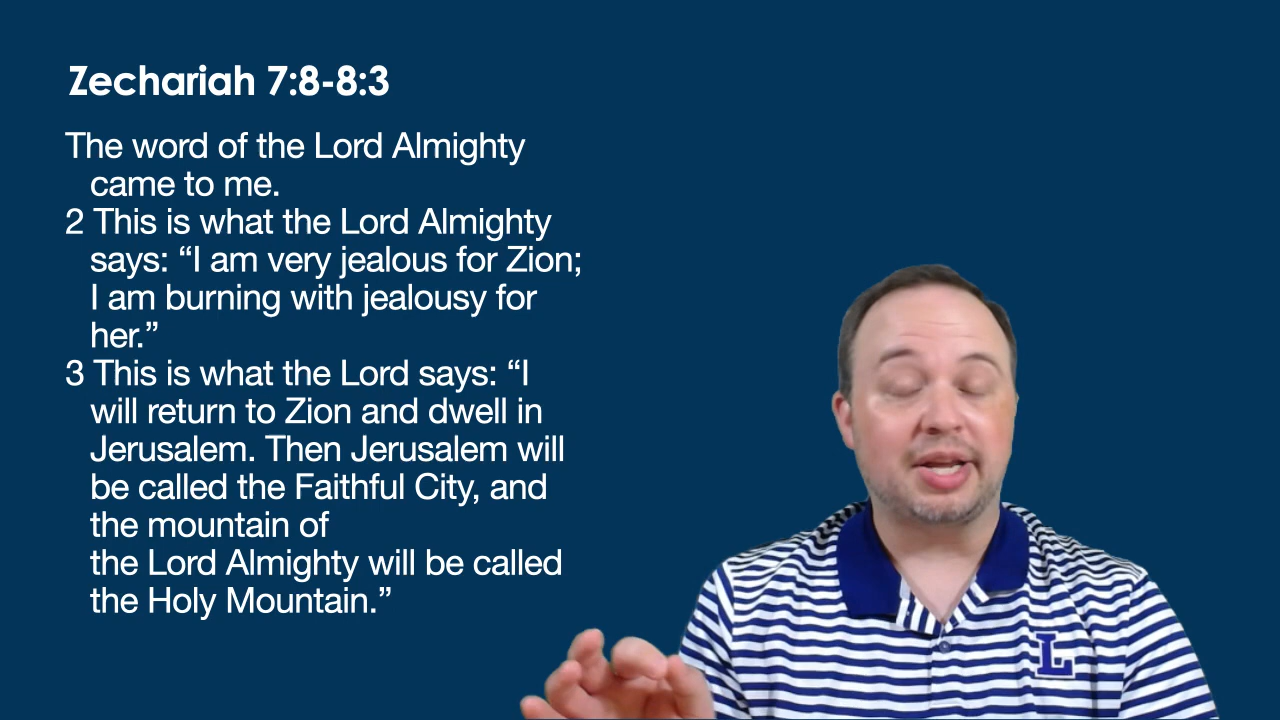 Zechariah 7:8-8:3
The word of the Lord Almighty
came to me.
2 This is what the Lord Almighty
says: “I am very jealous for Zion;
I am burning with jealousy for
her.”
3 This is what the Lord says: “I
will return to Zion and dwell in
Jerusalem. Then Jerusalem will
be called the Faithful City, and
the mountain of
the Lord Almighty will be called
the Holy Mountain.”
L